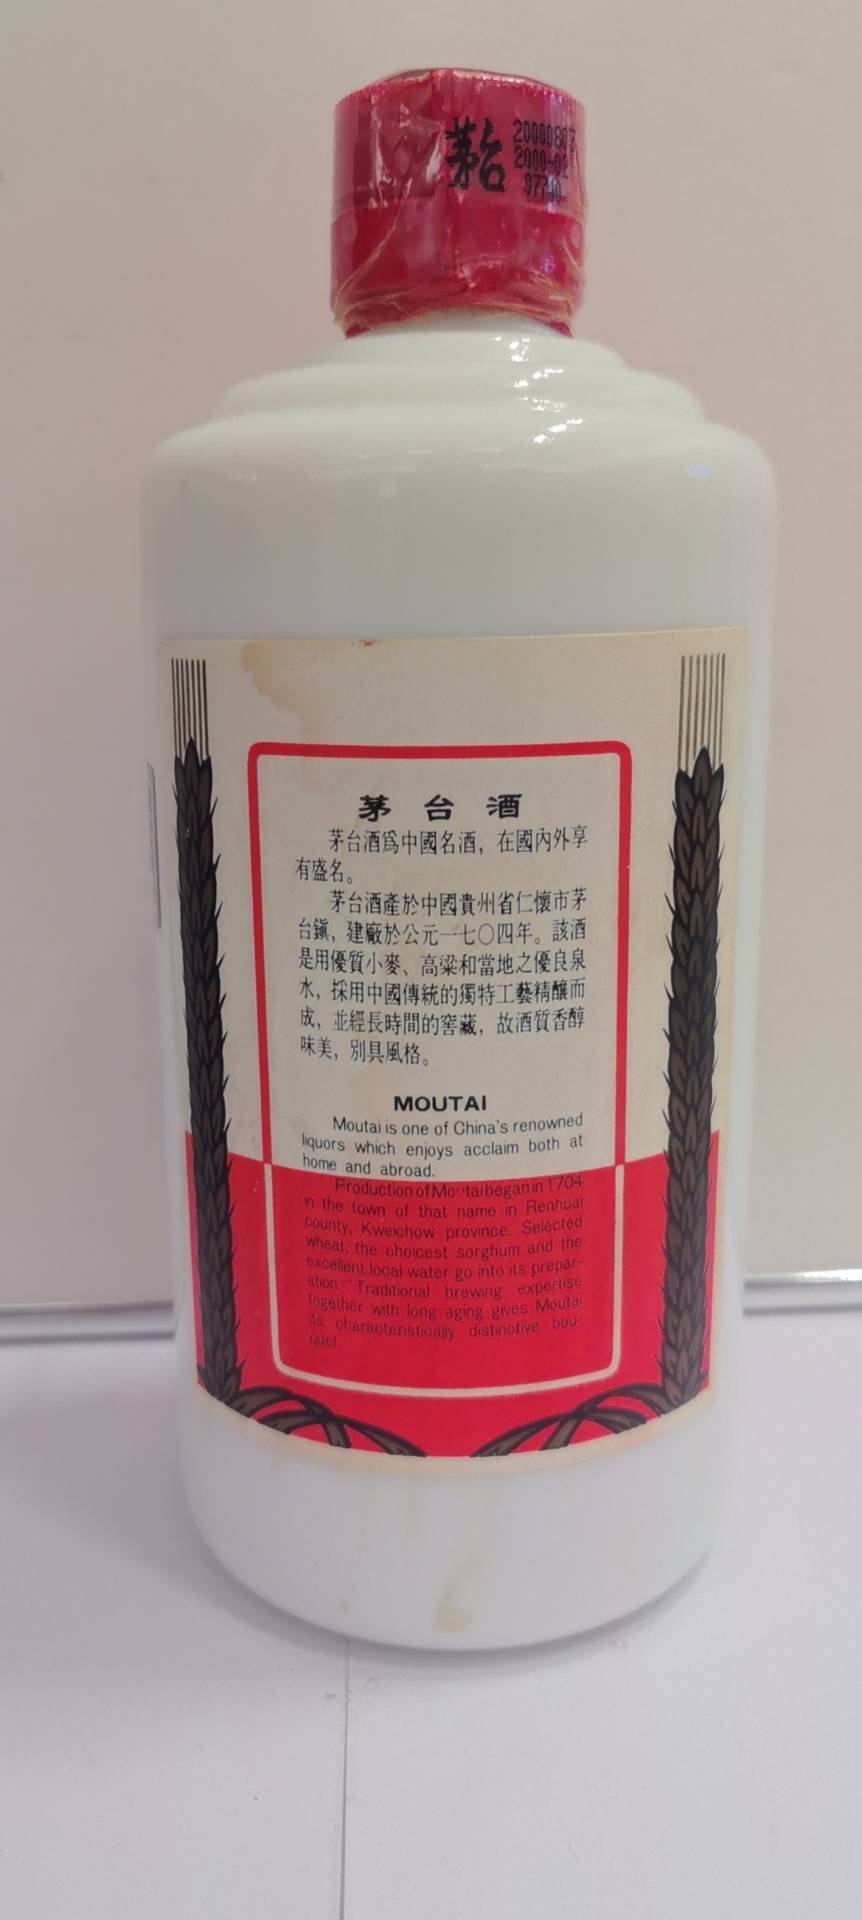 茅台
2000-02
茅台酒
茅台酒爲中國名酒，在國內外享
有盛名。
茅台酒產於中國貴州省仁懷市茅
台鎮，建廠於公元一七〇四年。該酒
是用優質小麥、高粱和當地之優良泉
水，採用中國傳統的獨特工藝精釀而
成，並經長時間的窖藏，故酒質香醇
味美，別具風格。
MOUTAI
Moutai is one of China's renowned
liquors which enjoys acclaim both at
home and abroad.
Production of Moutai began in 1704
in the town of that name in Renhuai
county, Kweichow province. Selected
wheat, the choicest sorghum and the
excellent local water go into its prepar-
ation. Traditional brewing expertise
together with long aging gives Moutai
its characteristically distinctive bou-
quet.